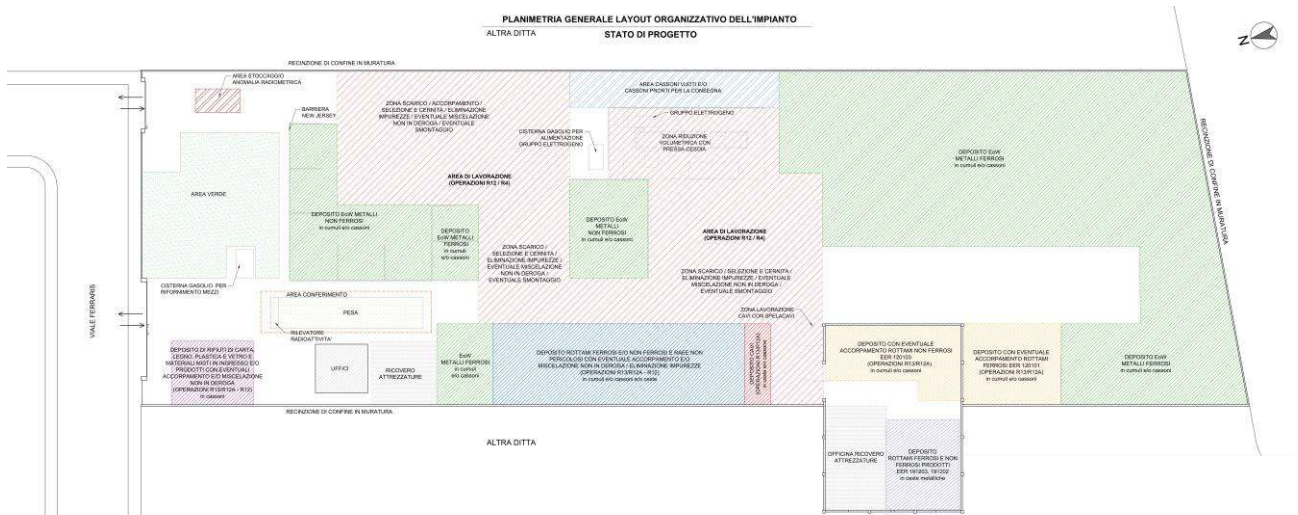 PLANIMETRIA GENERALE LAYOUT ORGANIZZATIVO DELL'IMPIANTO
ALTRA DITTA
STATO DI PROGETTO
N
RECINZIONE DI CONFINE IN MURATURA
AREA STOCCAGGIO
ANOMALIA RADIOMETRICA
BARRIERA
NEW JERSEY
ZONA SCARICO / ACCORPAMENTO /
SELEZIONE E CERNITA / ELIMINAZIONE
IMPUREZZE / EVENTUALE MISCELAZIONE
NON IN DEROGA / EVENTUALE
SMONTAGGIO
AREA CASSONI VUOTI E/O
CASSONI PRONTI PER LA CONSEGNA
GRUPPO ELETTROGENO
CISTERNA GASOLIO PER
ALIMENTAZIONE
GRUPPO ELETTROGENO
ZONA RIDUZIONE
VOLUMETRICA CON
PRESSA-CESOIA
DEPOSITO EoW
METALLI FERROSI
in cumuli e/o cassoni
RECINZIONE DI CONFINE IN MURATURA
AREA DI LAVORAZIONE
(OPERAZIONI R12 / R4)
AREA VERDE
DEPOSITO EoW METALLI
NON FERROSI
in cumuli e/o cassoni
DEPOSITO
EoW METALLI
FERROSI
in cumuli
e/o cassoni
DEPOSITO EoW
METALLI
NON FERROSI
in cumuli e/o cassoni
AREA DI LAVORAZIONE
(OPERAZIONI R12 / R4)
ZONA SCARICO /
SELEZIONE E CERNITA /
ELIMINAZIONE IMPUREZZE /
EVENTUALE MISCELAZIONE
NON IN DEROGA /
EVENTUALE SMONTAGGIO
ZONA SCARICO / SELEZIONE E CERNITA /
ELIMINAZIONE IMPUREZZE / EVENTUALE
MISCELAZIONE NON IN DEROGA /
EVENTUALE SMONTAGGIO
CISTERNA GASOLIO PER
RIFORNIMENTO MEZZI
AREA CONFERIMENTO
PESA
ZONA LAVORAZIONE
CAVI CON SPELACAVI
VIALE FERRARIS
RILEVATORE
RADIOATTIVITA'
DEPOSITO DI RIFIUTI DI CARTA,
LEGNO, PLASTICA E VETRO E
MATERIALI MISTI IN INGRESSO E/O
PRODOTTI CON EVENTUALI
ACCORPAMENTO E/O MISCELAZIONE
NON IN DEROGA
(OPERAZIONI R13/R12A - R12)
in cassoni
UFFICI
RICOVERO
ATTREZZATURE
EoW
METALLI FERROSI
in cumuli
e/o cassoni
DEPOSITO ROTTAMI FERROSI E/O NON FERROSI E RAEE NON
PERICOLOSI CON EVENTUALE ACCORPAMENTO E/O
MISCELAZIONE NON IN DEROGA / ELIMINAZIONE IMPUREZZE
(OPERAZIONI R13/R12A - R12)
in cumuli e/o cassoni e/o ceste
DEPOSITO CAVI
(OPERAZIONI R13/R12A)
in ceste e/o cassoni
DEPOSITO CON EVENTUALE
ACCORPAMENTO ROTTAMI NON FERROSI
EER 120103
(OPERAZIONI R13/R12A)
in cumuli e/o cassoni
DEPOSITO CON EVENTUALE
ACCORPAMENTO ROTTAMI
FERROSI EER 120101
(OPERAZIONI R13/R12A)
in cumuli e/o cassoni
DEPOSITO EoW
METALLI FERROSI
in cumuli e/o cassoni
RECINZIONE DI CONFINE IN MURATURA
ALTRA DITTA
OFFICINA RICOVERO
ATTREZZATURE
DEPOSITO
ROTTAMI FERROSI E NON
FERROSI PRODOTTI
EER 191203, 191202
in ceste metalliche